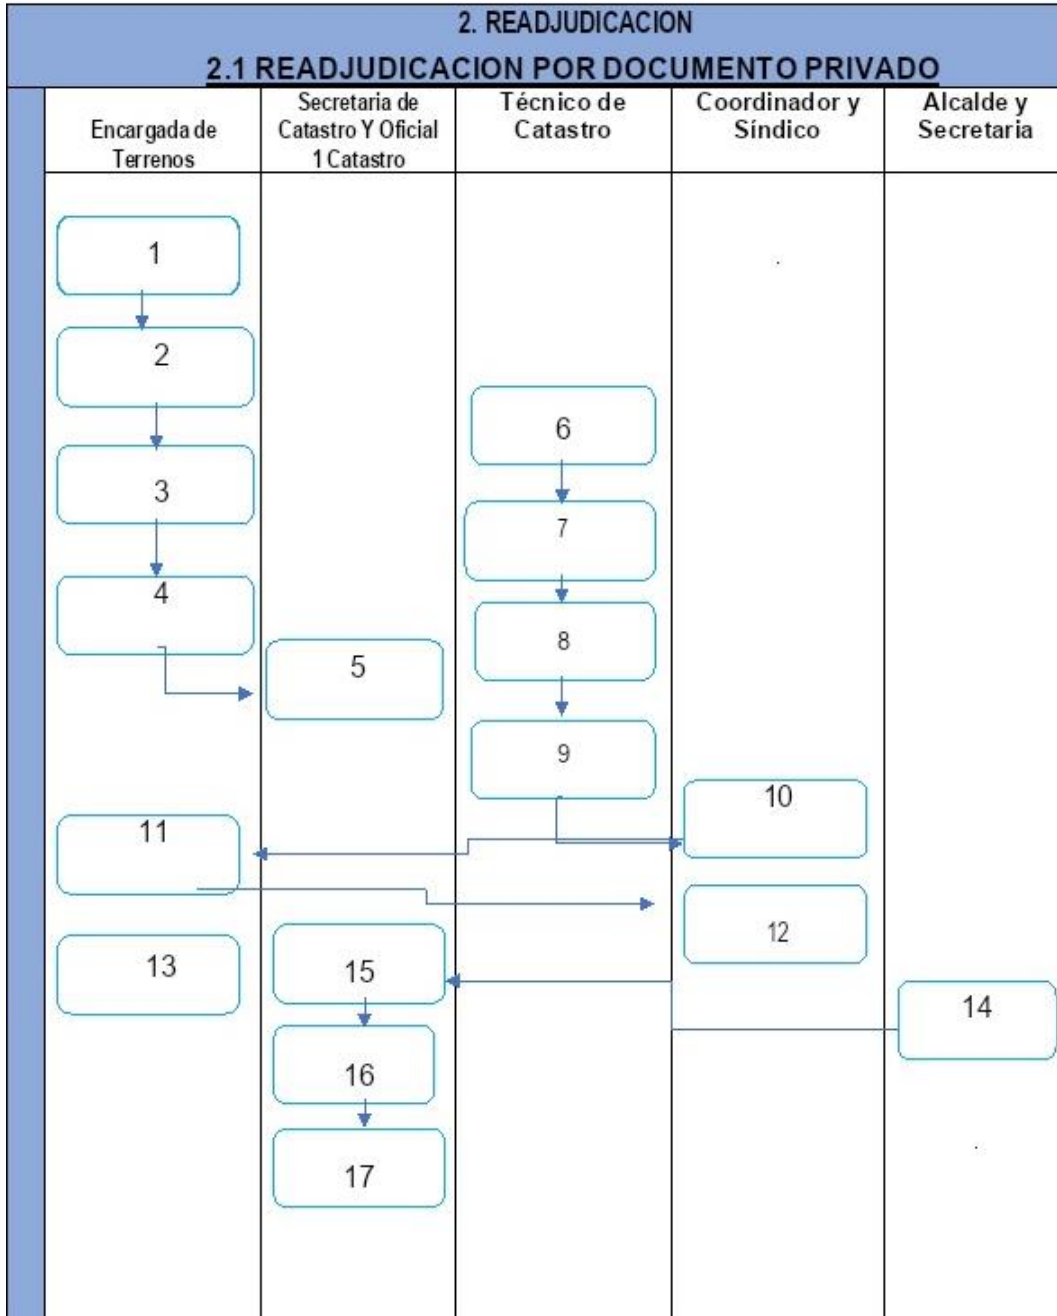 2. READJUDICACION
2.1 READJUDICACION POR DOCUMENTO PRIVADO
Encargada de
Terrenos
Secretaria de
Catastro Y Oficial
1 Catastro
Técnico de
Catastro
Coordinador y
Síndico
Alcalde y
Secretaria
1
2
3
4
5
6
7
8
9
10
11
12
13
14
15
16
17